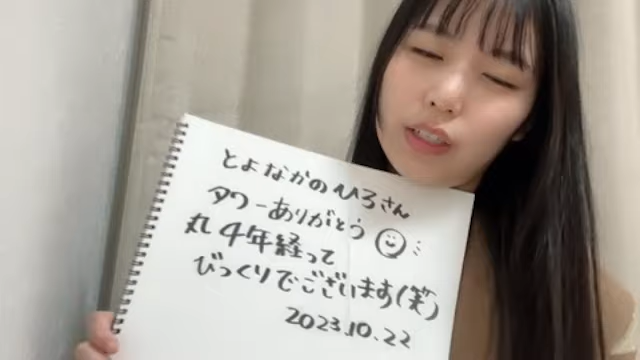 とよなかのひろさん
タワーありがとう
丸4年経って
びっくりでございます(笑)
2023.10.22